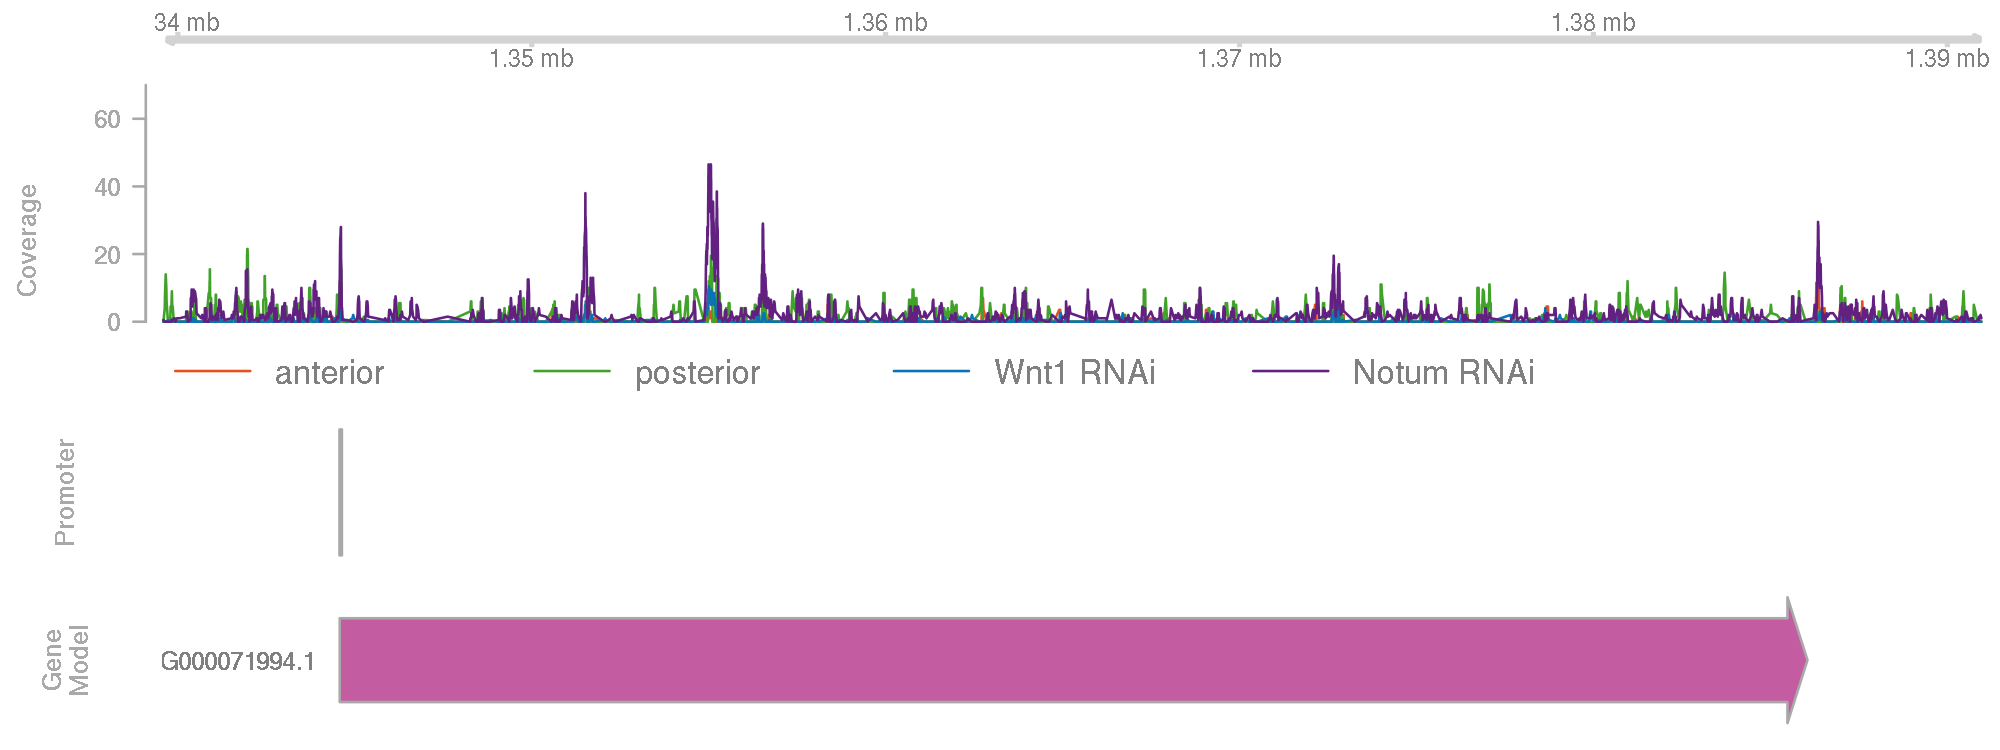 34 mb 1.36 mb 1.38 mb
1.35 mb 1.37 mb 1.39 mb
Coverage
60
40
20
0
anterior posterior Wnt1 RNAi Notum RNAi
Promoter
Gene
Model
G000071994.1